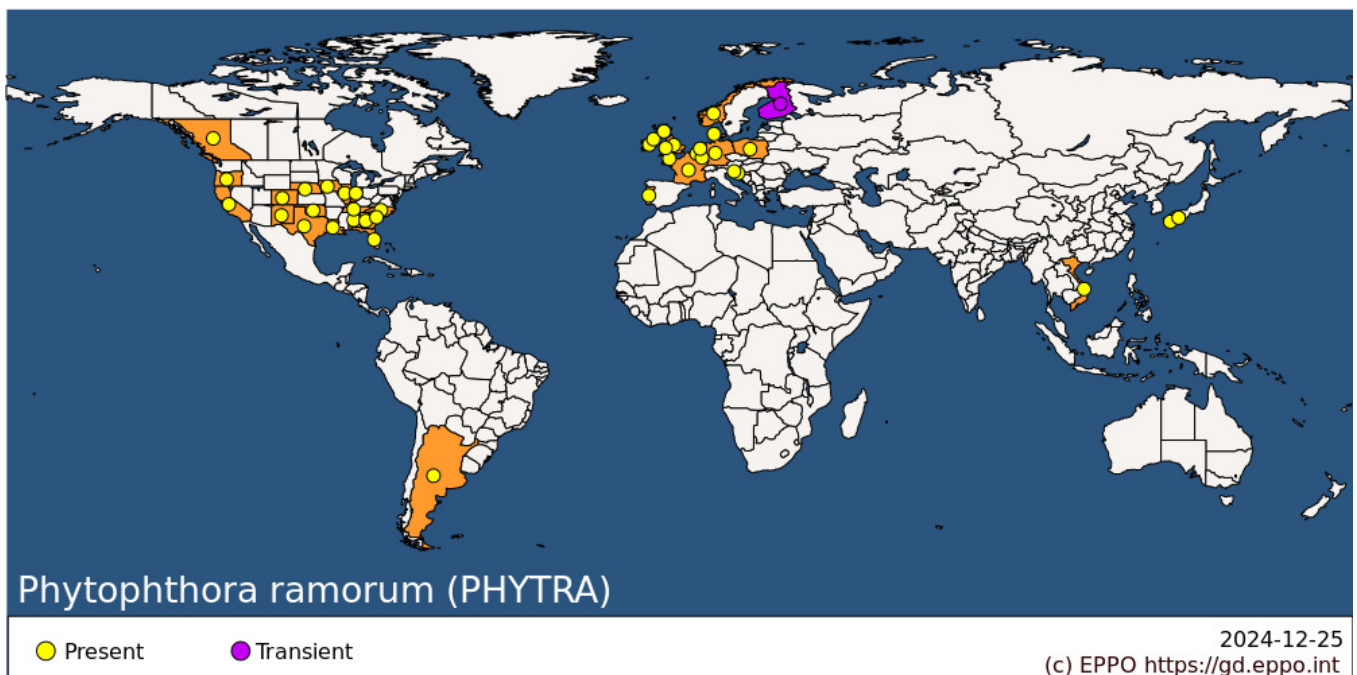 Phytophthora ramorum (PHYTRA)
Present
Transient
2024-12-25
(c) EPPO https://gd.eppo.int